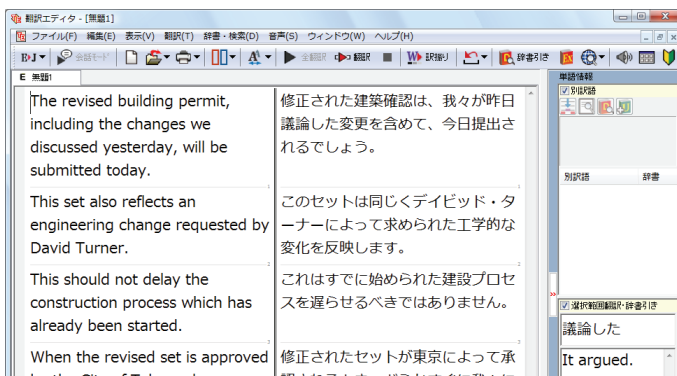 翻訳エディタ - [無題1]
ファイル(F) 編集(E) 表示(V) 翻訳(T) 辞書・検索(D) 音声(S) ウィンドウ(W) ヘルプ(H)
E▶J 会話モード 全翻訳 翻訳 訳振り 辞書引き
E 無題1
The revised building permit,
including the changes we
discussed yesterday, will be
submitted today.
修正された建築確認は、我々が昨日
議論した変更を含めて、今日提出さ
れるでしょう。
1
1
This set also reflects an
engineering change requested by
David Turner.
このセットは同じくデイビッド・タ
ーナーによって求められた工学的な
変化を反映します。
2
2
This should not delay the
construction process which has
already been started.
これはすでに始められた建設プロセ
スを遅らせるべきではありません。
3
3
When the revised set is approved
修正されたセットが東京によって承
単語情報
別訳語
別訳語 辞書
選択範囲翻訳・辞書引き
議論した
It argued.